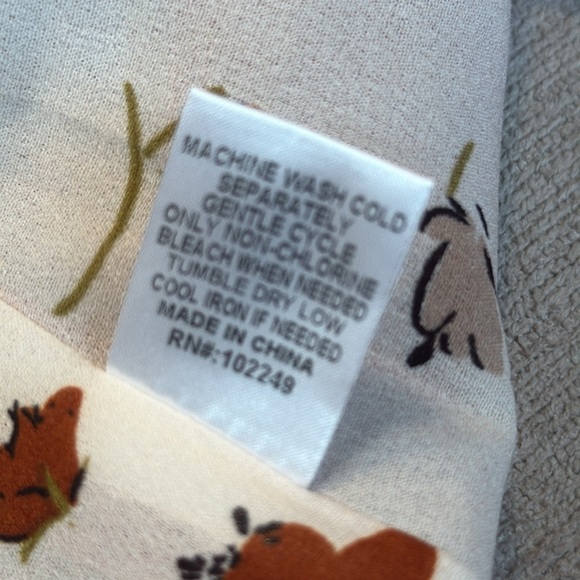 MACHINE WASH COLD
SEPARATELY
GENTLE CYCLE
ONLY NON-CHLORINE
BLEACH WHEN NEEDED
TUMBLE DRY LOW
COOL IRON IF NEEDED
MADE IN CHINA
RN#:102249